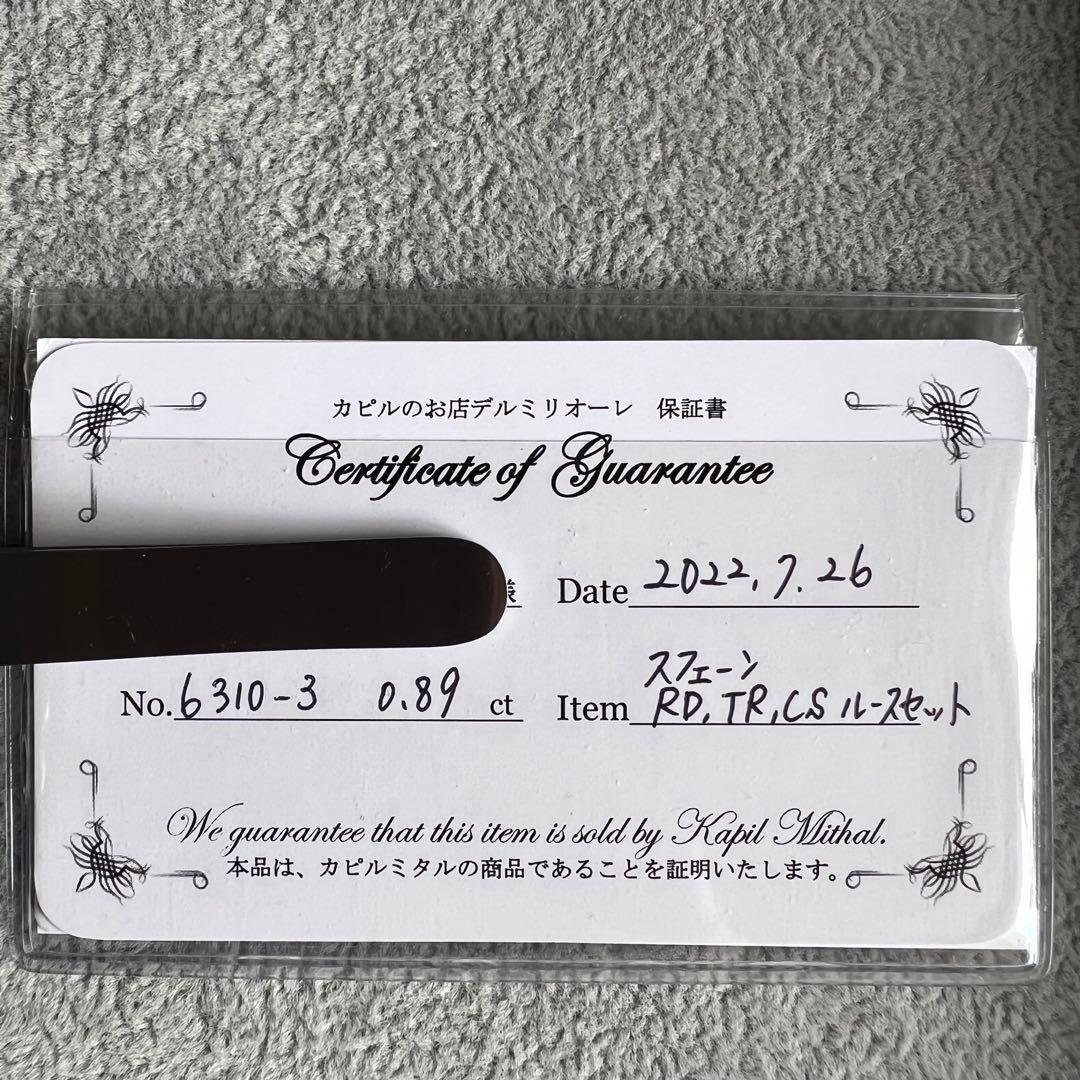 カピルのお店デルミリオーレ　保証書
Certificate of Guarantee
様 Date 2022.7.26
No. 6310-3 0.89 ct
Item スフェーン
RD, TR, CS ルースセット
We guarantee that this item is sold by Kapil Mithal.
本品は、カピルミタルの商品であることを証明いたします。